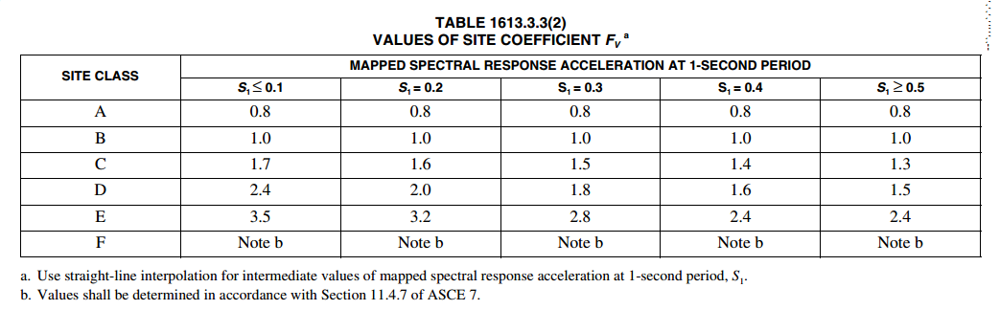 TABLE 1613.3.3(2)
VALUES OF SITE COEFFICIENT Fᵥ ᵃ
SITE CLASS
MAPPED SPECTRAL RESPONSE ACCELERATION AT 1-SECOND PERIOD
S₁ ≤ 0.1 S₁ = 0.2 S₁ = 0.3 S₁ = 0.4 S₁ ≥ 0.5
A 0.8 0.8 0.8 0.8 0.8
B 1.0 1.0 1.0 1.0 1.0
C 1.7 1.6 1.5 1.4 1.3
D 2.4 2.0 1.8 1.6 1.5
E 3.5 3.2 2.8 2.4 2.4
F Note b Note b Note b Note b Note b
a. Use straight-line interpolation for intermediate values of mapped spectral response acceleration at 1-second period, S₁.
b. Values shall be determined in accordance with Section 11.4.7 of ASCE 7.